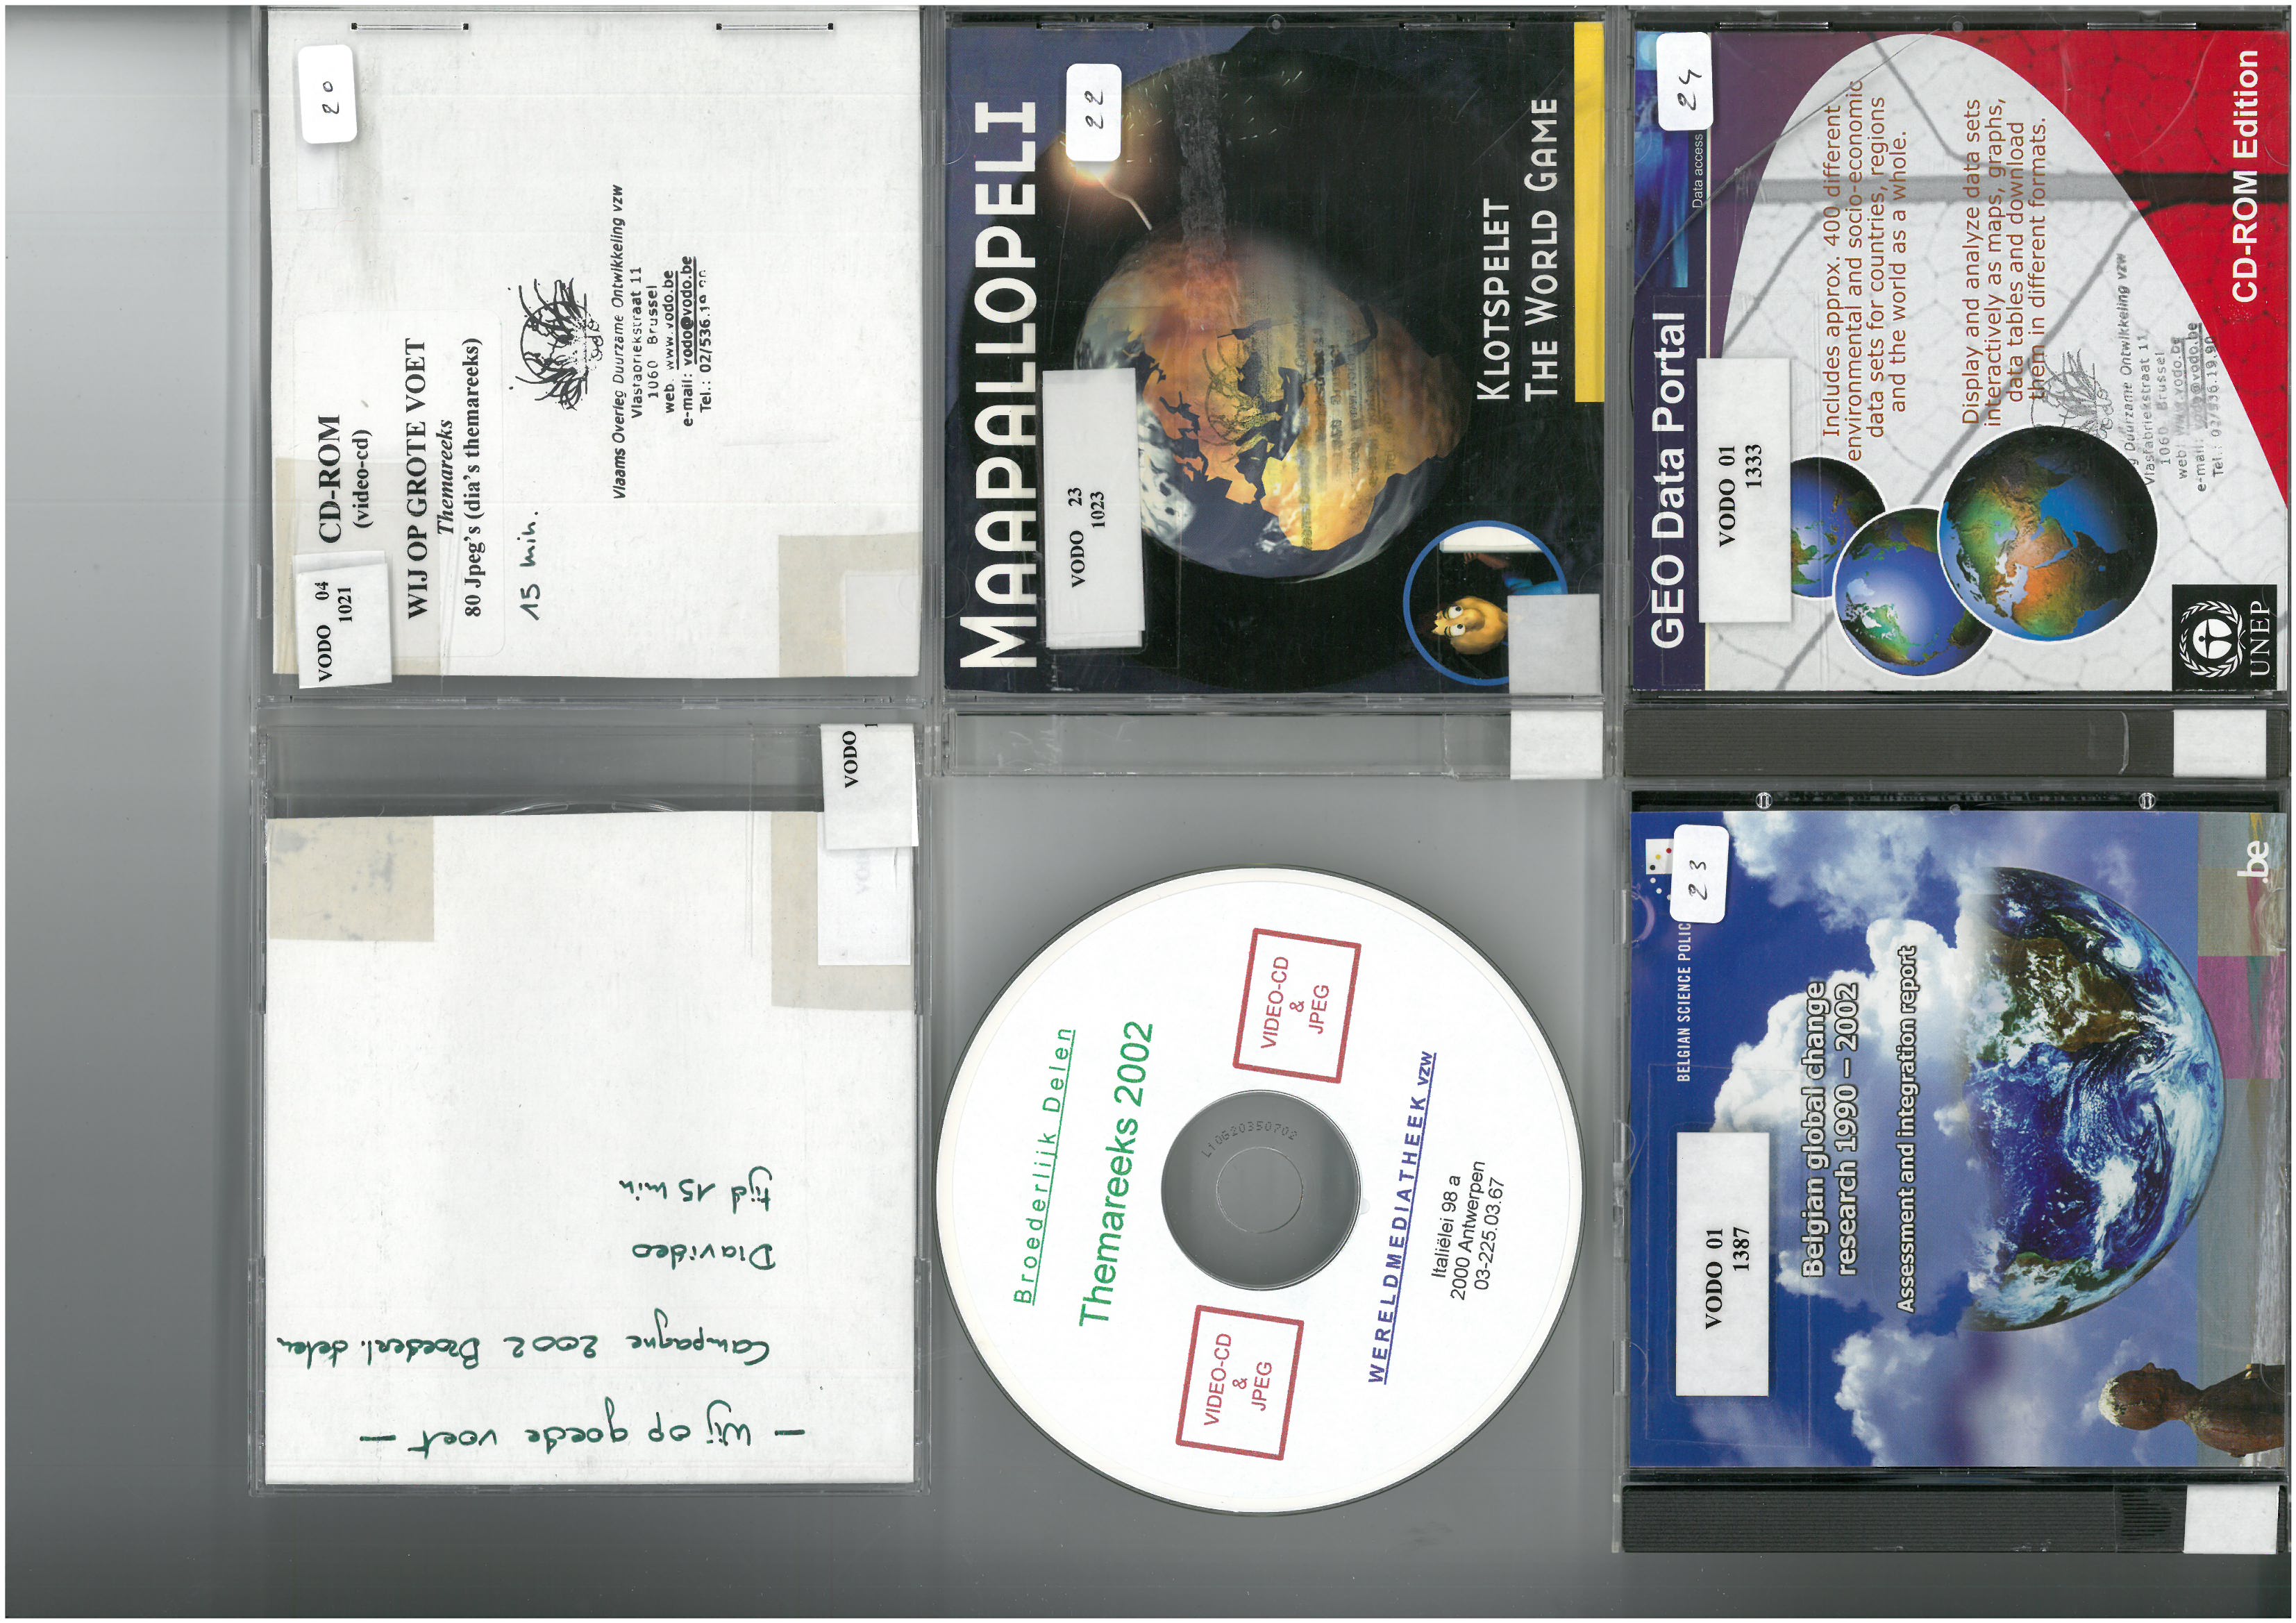 20
CD-ROM
(video-cd)
VODO 04
1021
WIJ OP GROTE VOET
Themareeks
80 Jpeg's (dia's themareeks)
15 min.
vodo
Vlaams Overleg Duurzame Ontwikkeling vzw
Vlasfabriekstraat 11
1060 Brussel
web: www.vodo.be
e-mail: vodo@vodo.be
Tel.: 02/536.19
22
MAAPALLOPELI
VODO 23
1023
KLOTSPELET
THE WORLD GAME
24
Data access
GEO Data Portal
VODO 01
1333
Includes approx. 400 different
environmental and socio-economic
data sets for countries, regions
and the world as a whole.
Display and analyze data sets
interactively as maps, graphs,
data tables and download
them in different formats.
g Duurzame Ontwikkeling vzw
Vlasfabriekstraat 11
1060 Brussel
web: www.vodo.be
e-mail: vodo@vodo.be
Tel.: 02/536.19.90
UNEP
CD-ROM Edition
VODO
VODO
- Wij op goede voet -
Campagne 2002 Broederl. delen
Diavideo
tijd 15 min
Broederlijk Delen
Themareeks 2002
VIDEO-CD
&
JPEG
VIDEO-CD
&
JPEG
L10620350702
WERELDMEDIATHEEK vzw
Italiëlei 98 a
2000 Antwerpen
03-225.03.67
23
BELGIAN SCIENCE POLIC
VODO 01
1387
Belgian global change
research 1990 – 2002
Assessment and integration report
.be